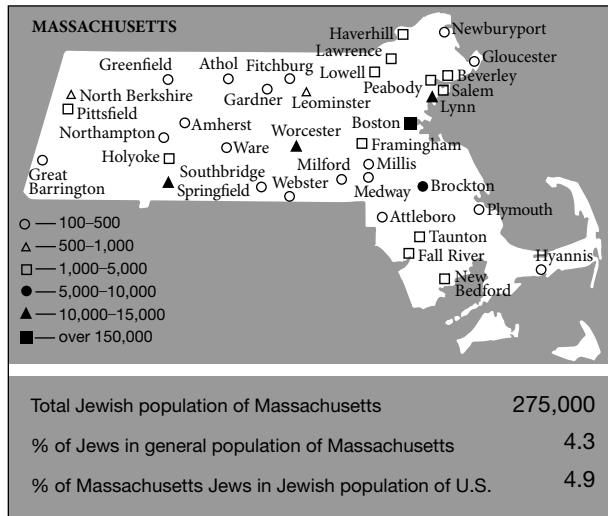 MASSACHUSETTS
Haverhill
Newburyport
Lawrence
Gloucester
Greenfield
Athol
Fitchburg
Lowell
Beverley
North Berkshire
Gardner
Leominster
Peabody
Salem
Pittsfield
Lynn
Northampton
Amherst
Worcester
Boston
Holyoke
Ware
Framingham
Great
Barrington
Southbridge
Milford
Millis
Springfield
Webster
Medway
Brockton
Attleboro
Plymouth
Taunton
Fall River
Hyannis
New
Bedford
100–500
500–1,000
1,000–5,000
5,000–10,000
10,000–15,000
over 150,000
Total Jewish population of Massachusetts 275,000
% of Jews in general population of Massachusetts 4.3
% of Massachusetts Jews in Jewish population of U.S. 4.9